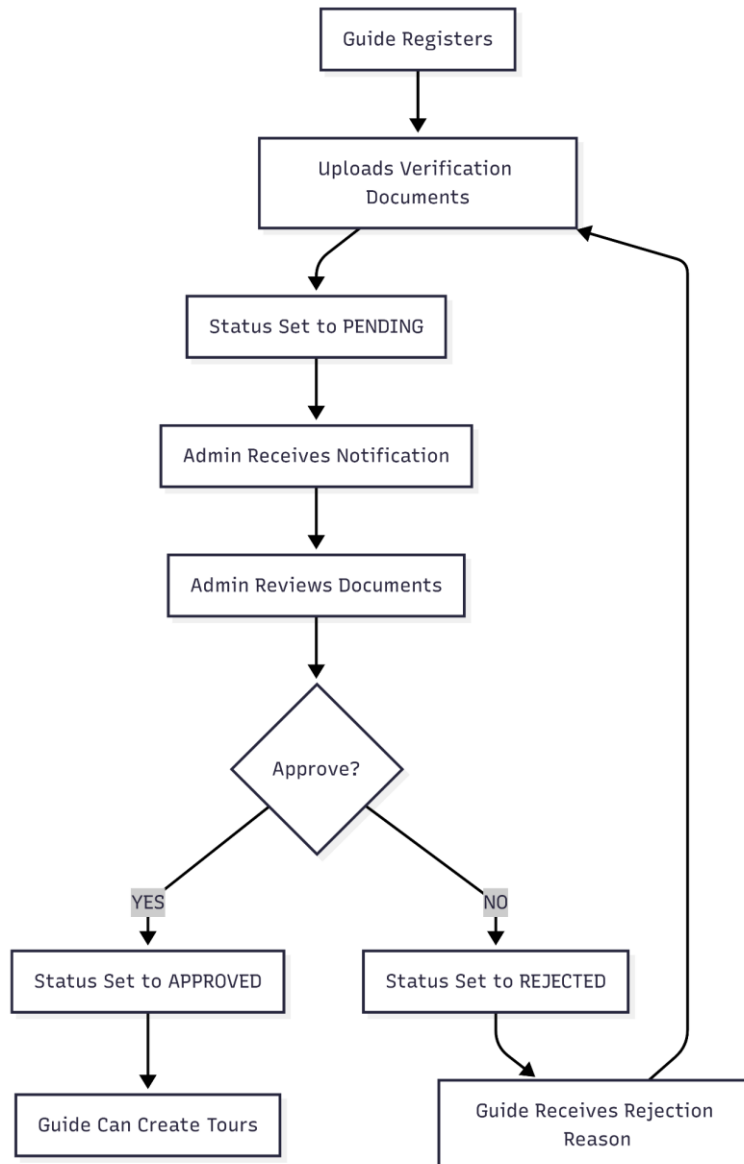 Guide Registers
Uploads Verification
Documents
Status Set to PENDING
Admin Receives Notification
Admin Reviews Documents
Approve?
YES
NO
Status Set to APPROVED
Status Set to REJECTED
Guide Can Create Tours
Guide Receives Rejection
Reason